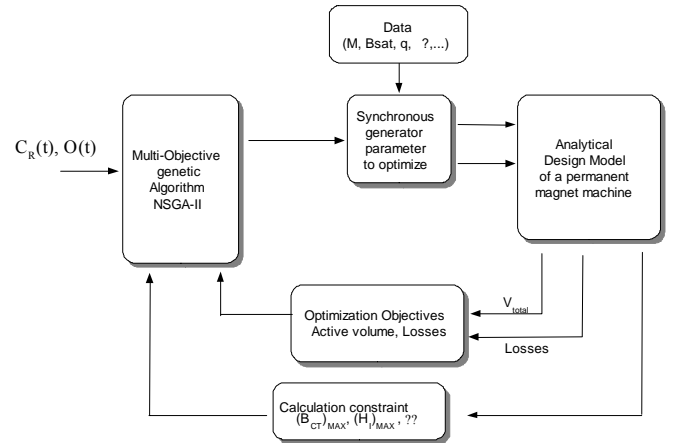 Data
(M, Bsat, q, ?,...)
C_R(t), O(t)
Multi-Objective
genetic
Algorithm
NSGA-II
Synchronous
generator
parameter
to optimize
Analytical
Design Model
of a permanent
magnet machine
Optimization Objectives
Active volume, Losses
V_total
Losses
Calculation constraint
(B_CT)_MAX, (H_I)_MAX, ??